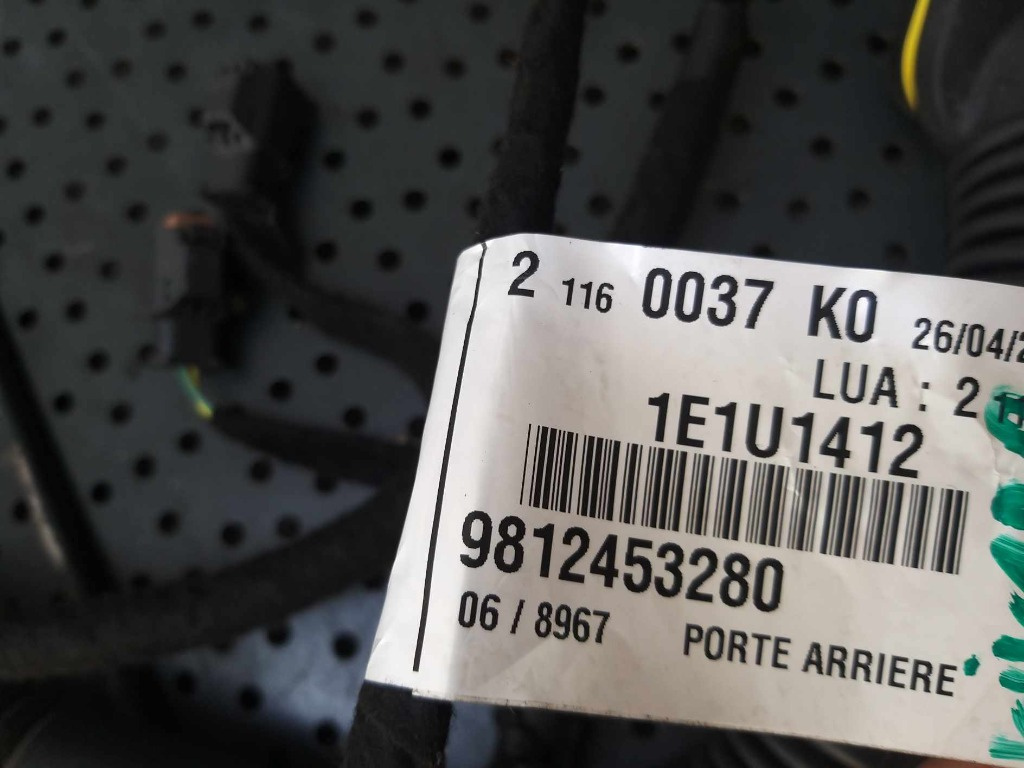 2 116 0037 K0 26/04/2
LUA : 2
1E1U1412
9812453280
06 / 8967 PORTE ARRIERE